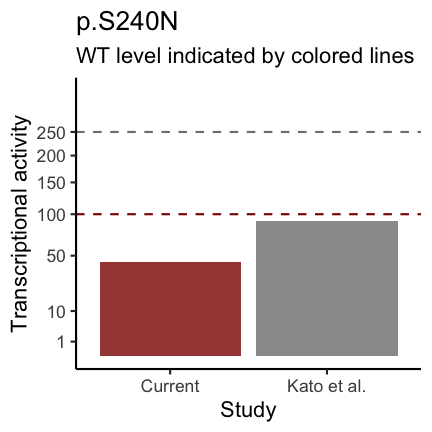 p.S240N
WT level indicated by colored lines
Transcriptional activity
250
200
150
100
50
10
1
Current Kato et al.
Study